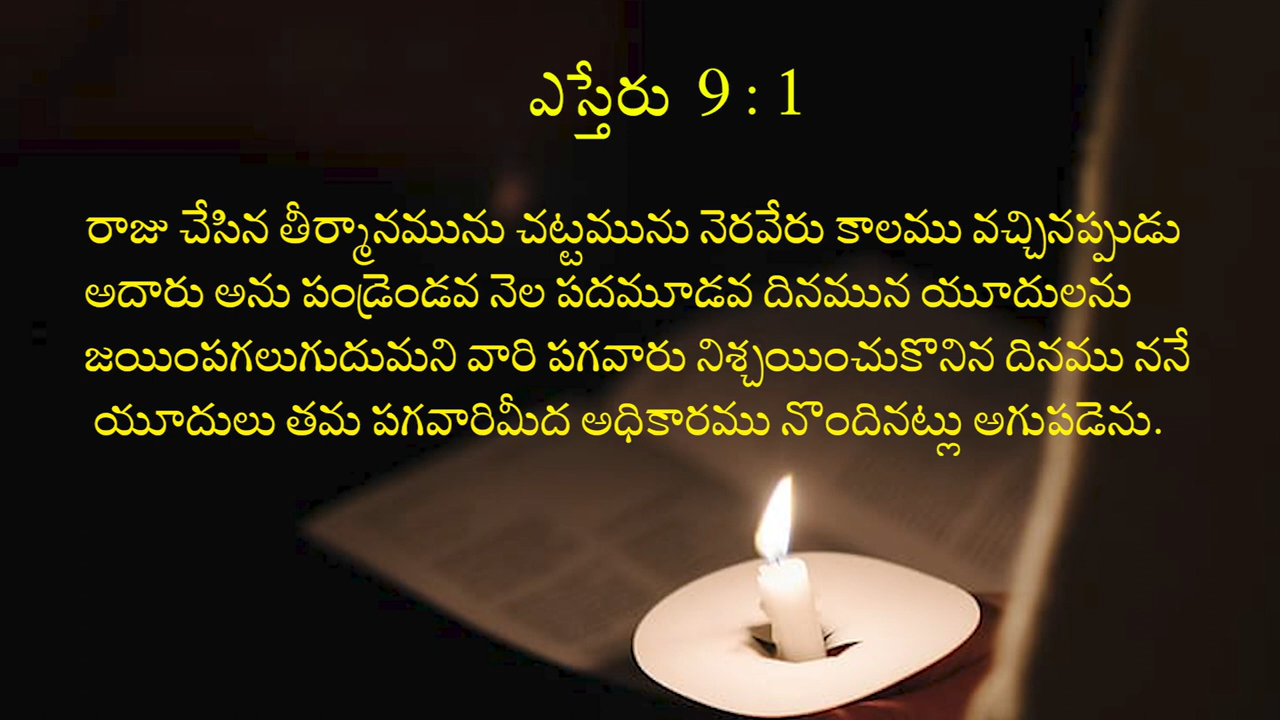 ఎస్తేరు 9 : 1
రాజు చేసిన తీర్మానమును చట్టమును నెరవేరు కాలము వచ్చినప్పుడు
అదారు అను పండ్రెండవ నెల పదమూడవ దినమున యూదులను
జయింపగలుగుదుమని వారి పగవారు నిశ్చయించుకొనిన దినము ననే
యూదులు తమ పగవారిమీద అధికారము నొందినట్లు అగుపడెను.